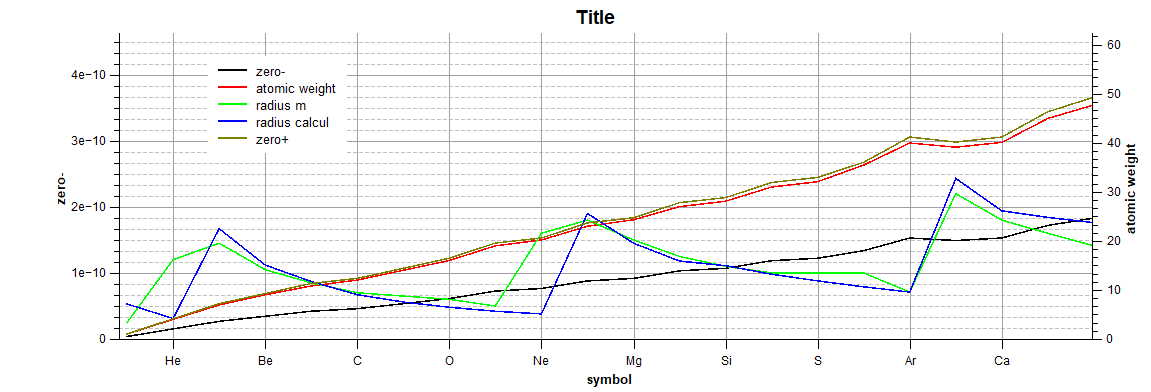 Title
zero-
atomic weight
radius m
radius calcul
zero+
4e-10
3e-10
2e-10
1e-10
0
zero-
60
50
40
30
20
10
0
atomic weight
He Be C O Ne Mg Si S Ar Ca
symbol